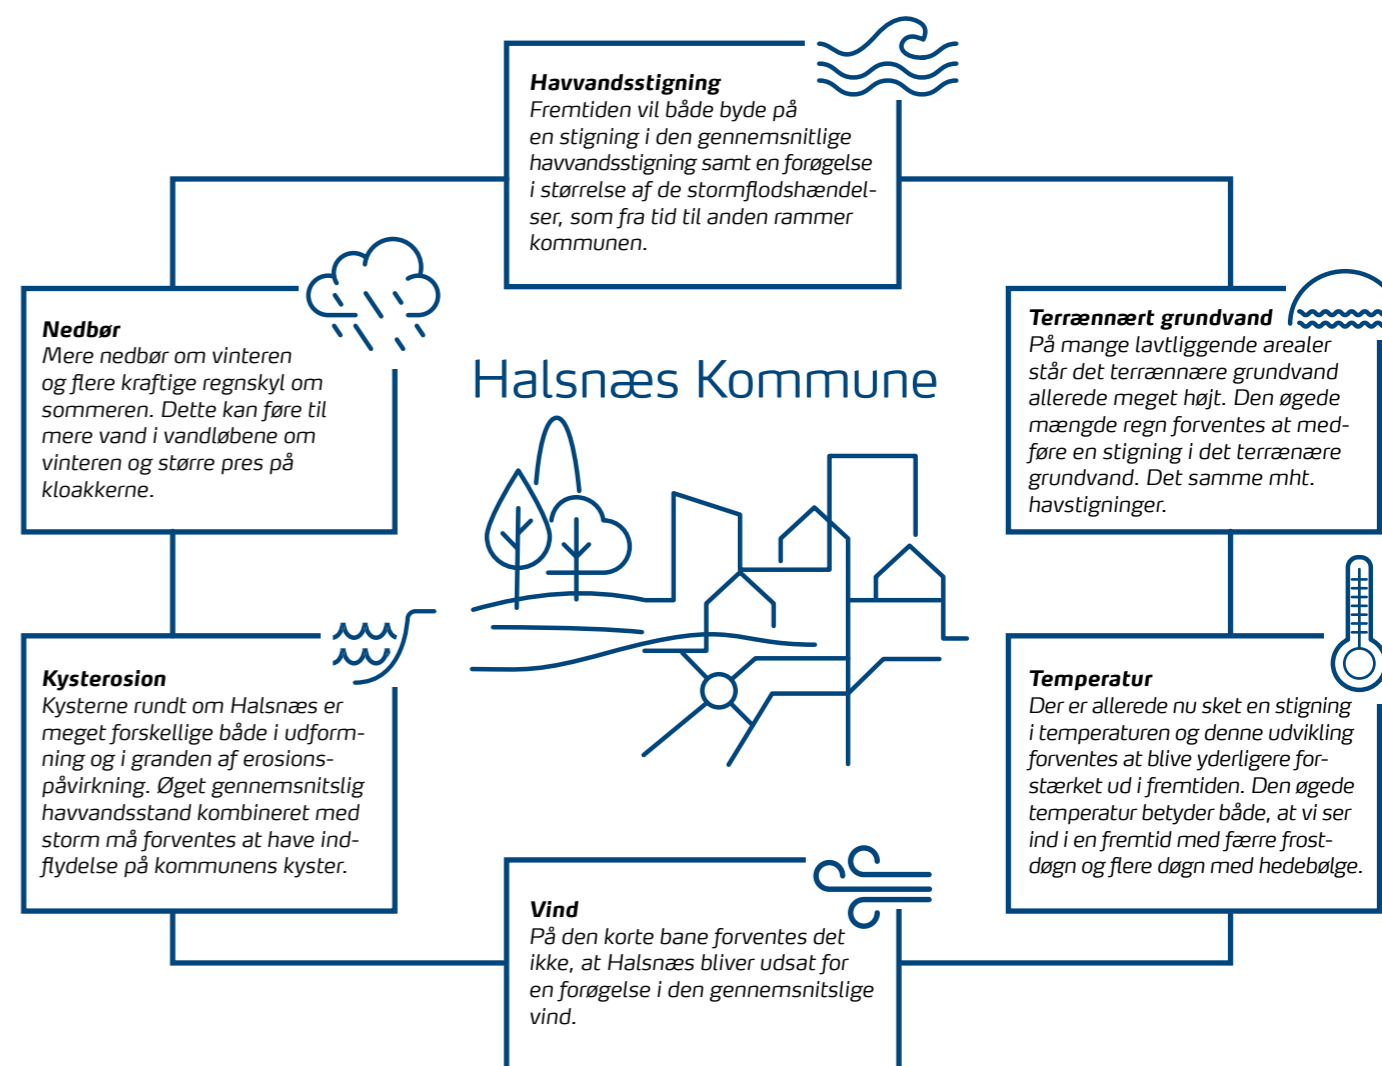 Havvandsstigning
Fremtiden vil både byde på
en stigning i den gennemsnitlige
havvandsstigning samt en forøgelse
i størrelse af de stormflodshændel-
ser, som fra tid til anden rammer
kommunen.
Nedbør
Mere nedbør om vinteren
og flere kraftige regnskyl om
sommeren. Dette kan føre til
mere vand i vandløbene om
vinteren og større pres på
kloakkerne.
Halsnæs Kommune
Terrænnært grundvand
På mange lavtliggende arealer
står det terrænnære grundvand
allerede meget højt. Den øgede
mængde regn forventes at med-
føre en stigning i det terrænære
grundvand. Det samme mht.
havstigninger.
Kysterosion
Kysterne rundt om Halsnæs er
meget forskellige både i udform-
ning og i granden af erosions-
påvirkning. Øget gennemsnitslig
havvandsstand kombineret med
storm må forventes at have ind-
flydelse på kommunens kyster.
Temperatur
Der er allerede nu sket en stigning
i temperaturen og denne udvikling
forventes at blive yderligere for-
stærket ud i fremtiden. Den øgede
temperatur betyder både, at vi ser
ind i en fremtid med færre frost-
døgn og flere døgn med hedebølge.
Vind
På den korte bane forventes det
ikke, at Halsnæs bliver udsat for
en forøgelse i den gennemsnitslige
vind.